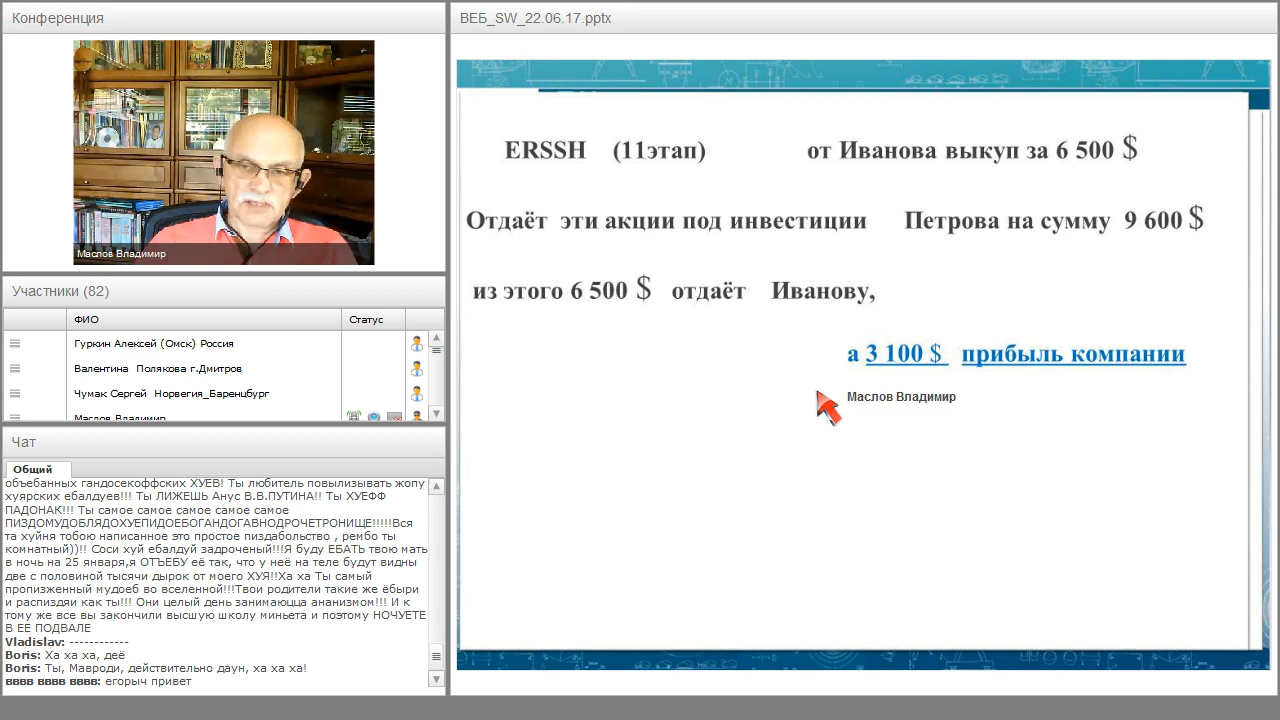 Конференция
Маслов Владимир
Участники (82)
ФИО Статус
Гуркин Алексей (Омск) Россия
Валентина Полякова г.Дмитров
Чумак Сергей Норвегия_Баренцбург
Маслов Владимир
Чат
Общий
объебанных гандосекоффских ХУЕВ! Ты любитель повылизывать жопу
хуярских ебалдуев!!! Ты ЛИЖЕШЬ Анус В.В.ПУТИНА!! Ты ХУЕФФ
ПАДОНАК!!! Ты самое самое самое самое самое
ПИЗДОМУДОБЛЯДОХУЕПИДОЕБОГАНДОГАВНОДРОЧЕТРОНИЩЕ!!!!!Вся
та хуйня тобою написанное это простое пиздабольство , рембо ты
комнатный))!! Соси хуй ебалдуй задроченый!!!Я буду ЕБАТЬ твою мать
в ночь на 25 января,я ОТЪЕБУ её так, что у неё на теле будут видны
две с половиной тысячи дырок от моего ХУЯ!!Ха ха Ты самый
пропизженный мудоеб во вселенной!!!Твои родители такие же ёбыри
и распиздяи как ты!!! Они целый день занимаюцца ананизмом!!! И к
тому же все вы закончили высшую школу миньета и поэтому НОЧУЕТЕ
В ЕЕ ПОДВАЛЕ
Vladislav: ------------
Boris: Ха ха ха, деё
Boris: Ты, Мавроди, действительно даун, ха ха ха!
вввв вввв вввв: егорыч привет
ВЕБ_SW_22.06.17.pptx
ERSSH (11этап) от Иванова выкуп за 6 500 $
Отдаёт эти акции под инвестиции Петрова на сумму 9 600 $
из этого 6 500 $ отдаёт Иванову,
а 3 100 $ прибыль компании
Маслов Владимир